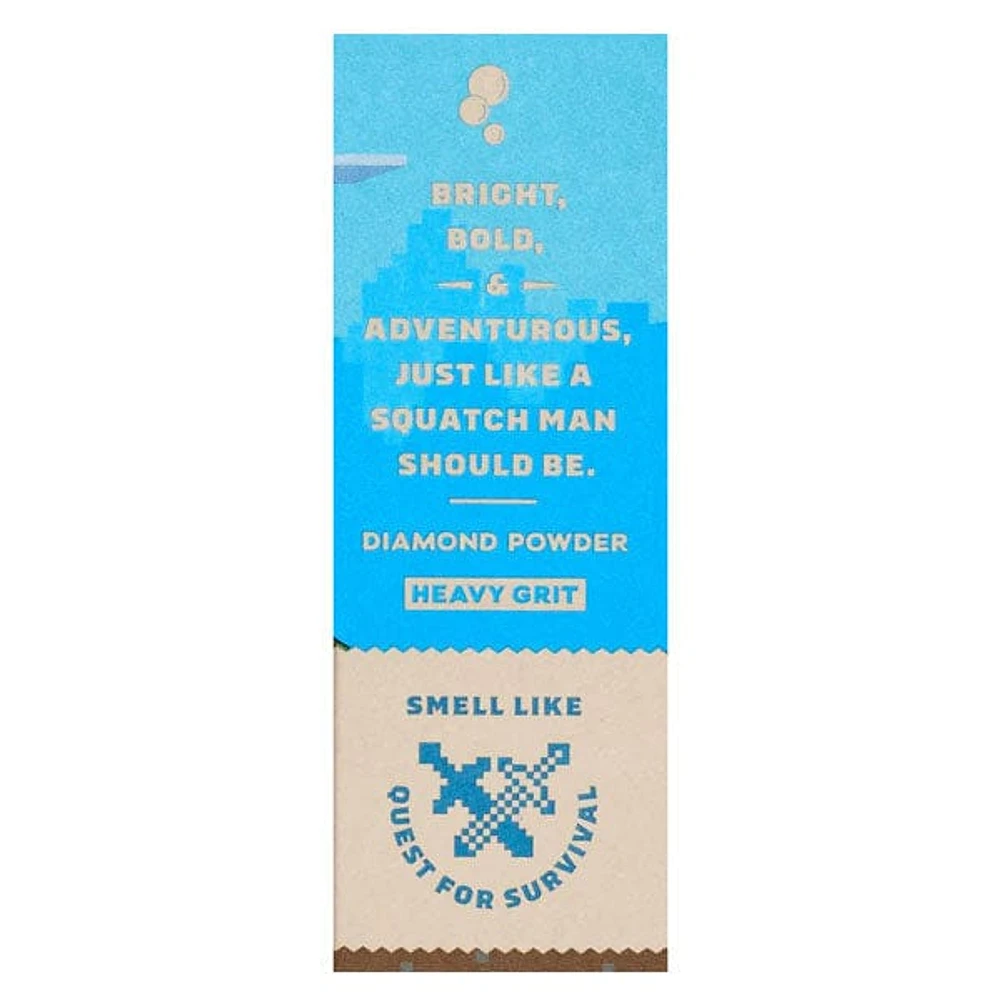 BRIGHT,
BOLD,
&
ADVENTUROUS,
JUST LIKE A
SQUATCH MAN
SHOULD BE.
DIAMOND POWDER
HEAVY GRIT
SMELL LIKE
QUEST FOR SURVIVAL